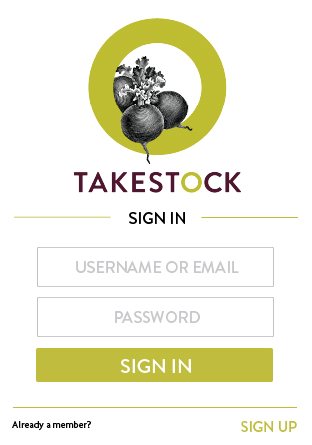 TAKESTOCK
SIGN IN
USERNAME OR EMAIL
PASSWORD
SIGN IN
Already a member?
SIGN UP